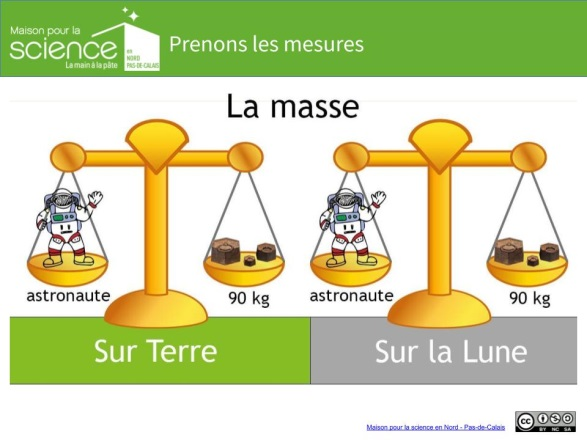 Maison pour la
science
La main à la pâte
EN
NORD
PAS-DE-CALAIS
Prenons les mesures
La masse
astronaute
90 kg
astronaute
90 kg
Sur Terre
Sur la Lune
Maison pour la science en Nord - Pas-de-Calais
cc
BY NC SA